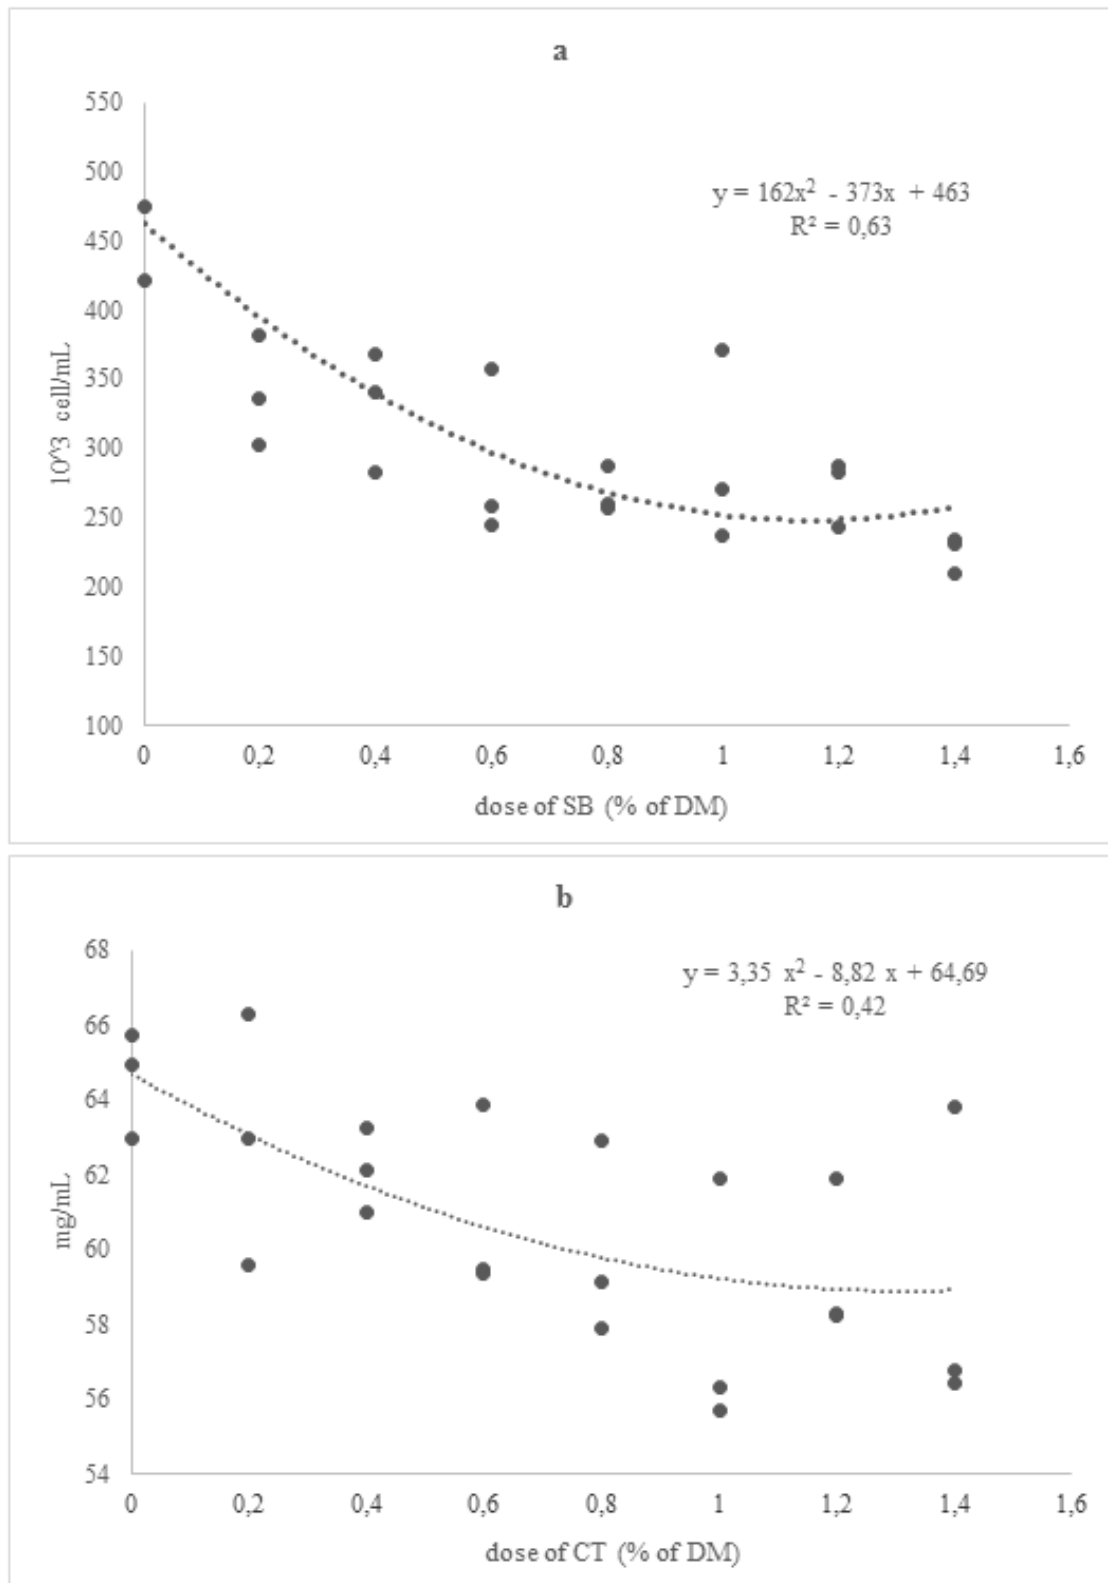 a
550
500
450
400
350
300
250
200
150
100
10^3 cell/mL
y = 162x² - 373x + 463
R² = 0,63
0 0,2 0,4 0,6 0,8 1 1,2 1,4 1,6
dose of SB (% of DM)
b
68
66
64
62
60
58
56
54
mg/mL
y = 3,35 x² - 8,82 x + 64,69
R² = 0,42
0 0,2 0,4 0,6 0,8 1 1,2 1,4 1,6
dose of CT (% of DM)